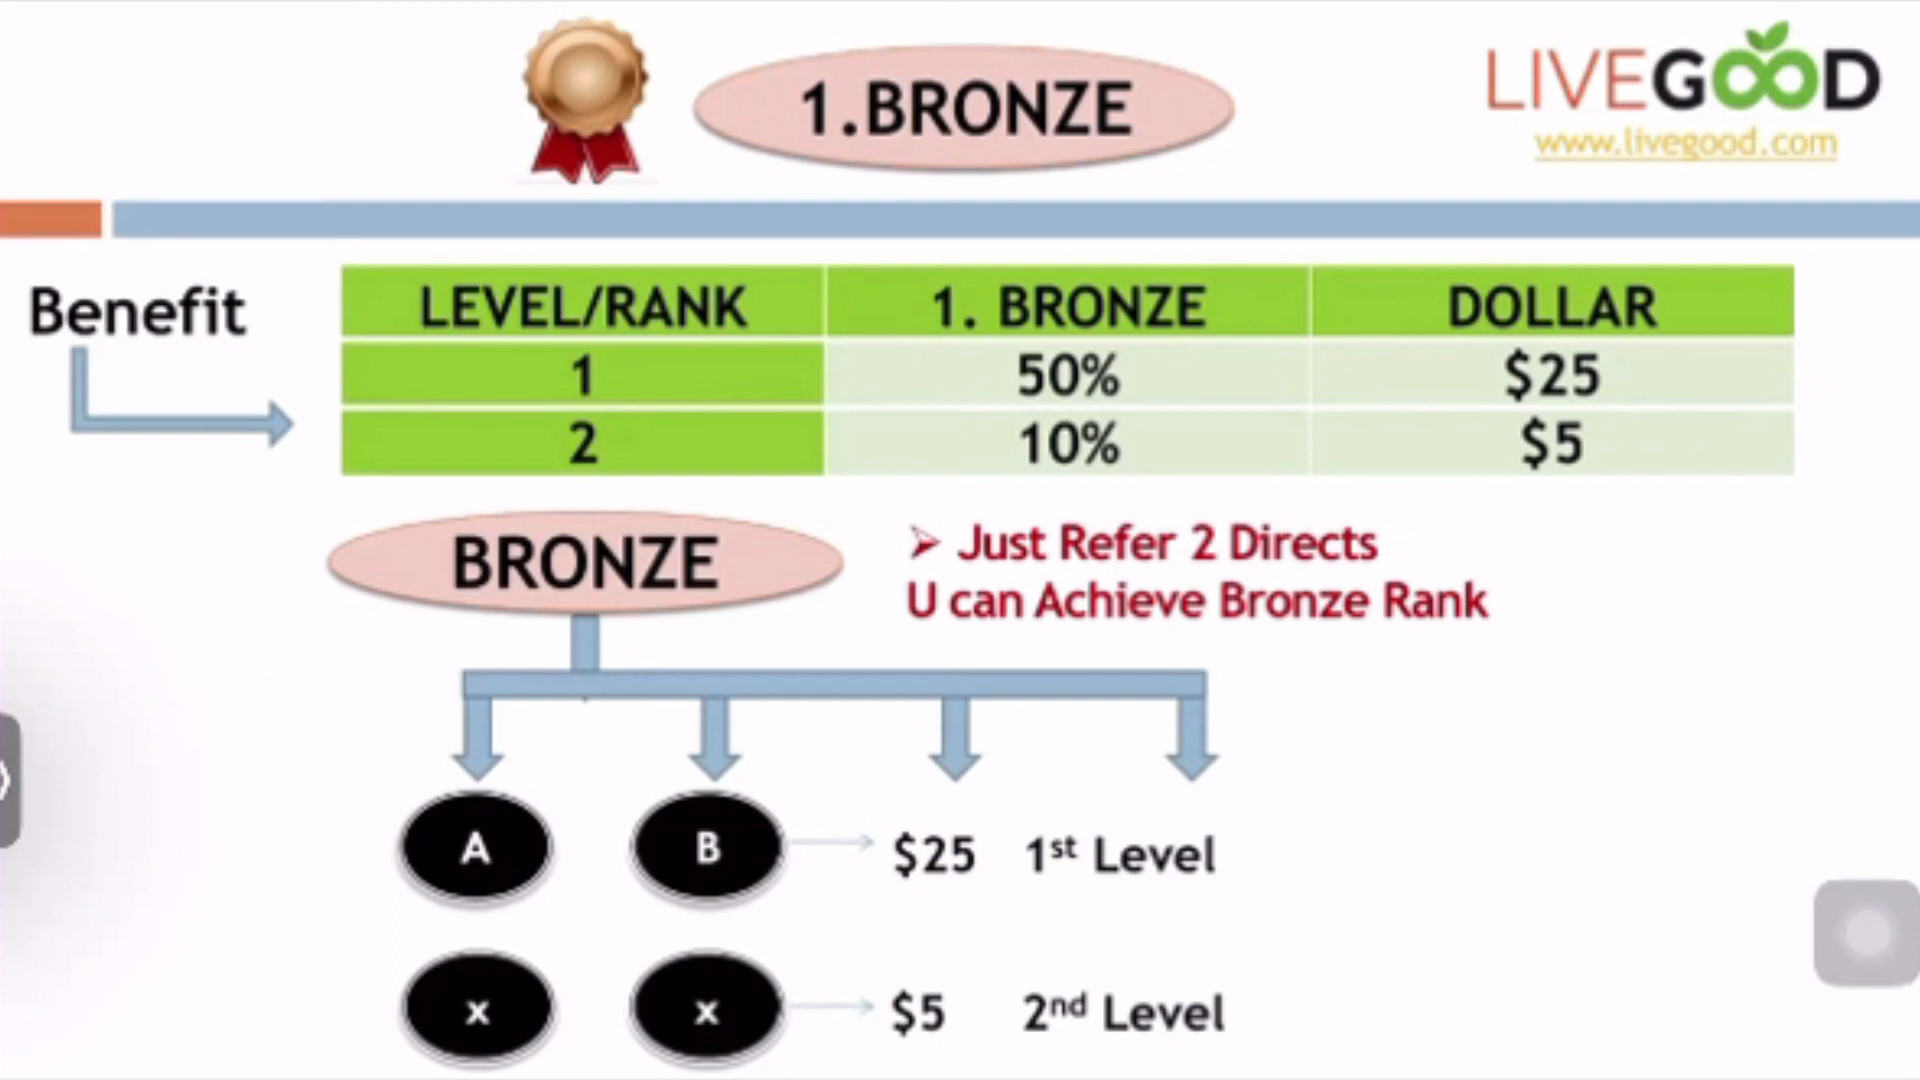 1.BRONZE
LIVEGOOD
www.livegood.com
Benefit
LEVEL/RANK 1. BRONZE DOLLAR
1 50% $25
2 10% $5
BRONZE
➢ Just Refer 2 Directs
U can Achieve Bronze Rank
A B $25 1st Level
x x $5 2nd Level